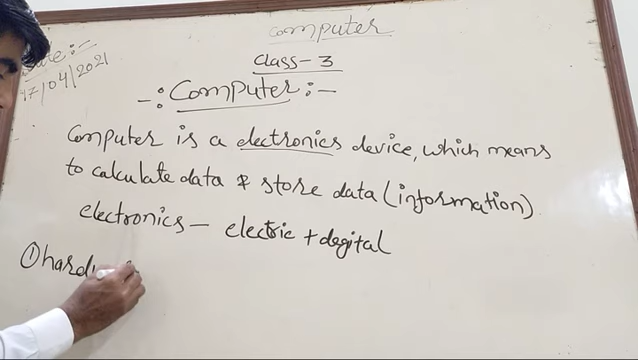 Computer
Date:-
17/04/2021
Class-3
-: Computer :-
Computer is a electronics device, which means
to calculate data & store data (information)
electronics - electric + degital
① hard